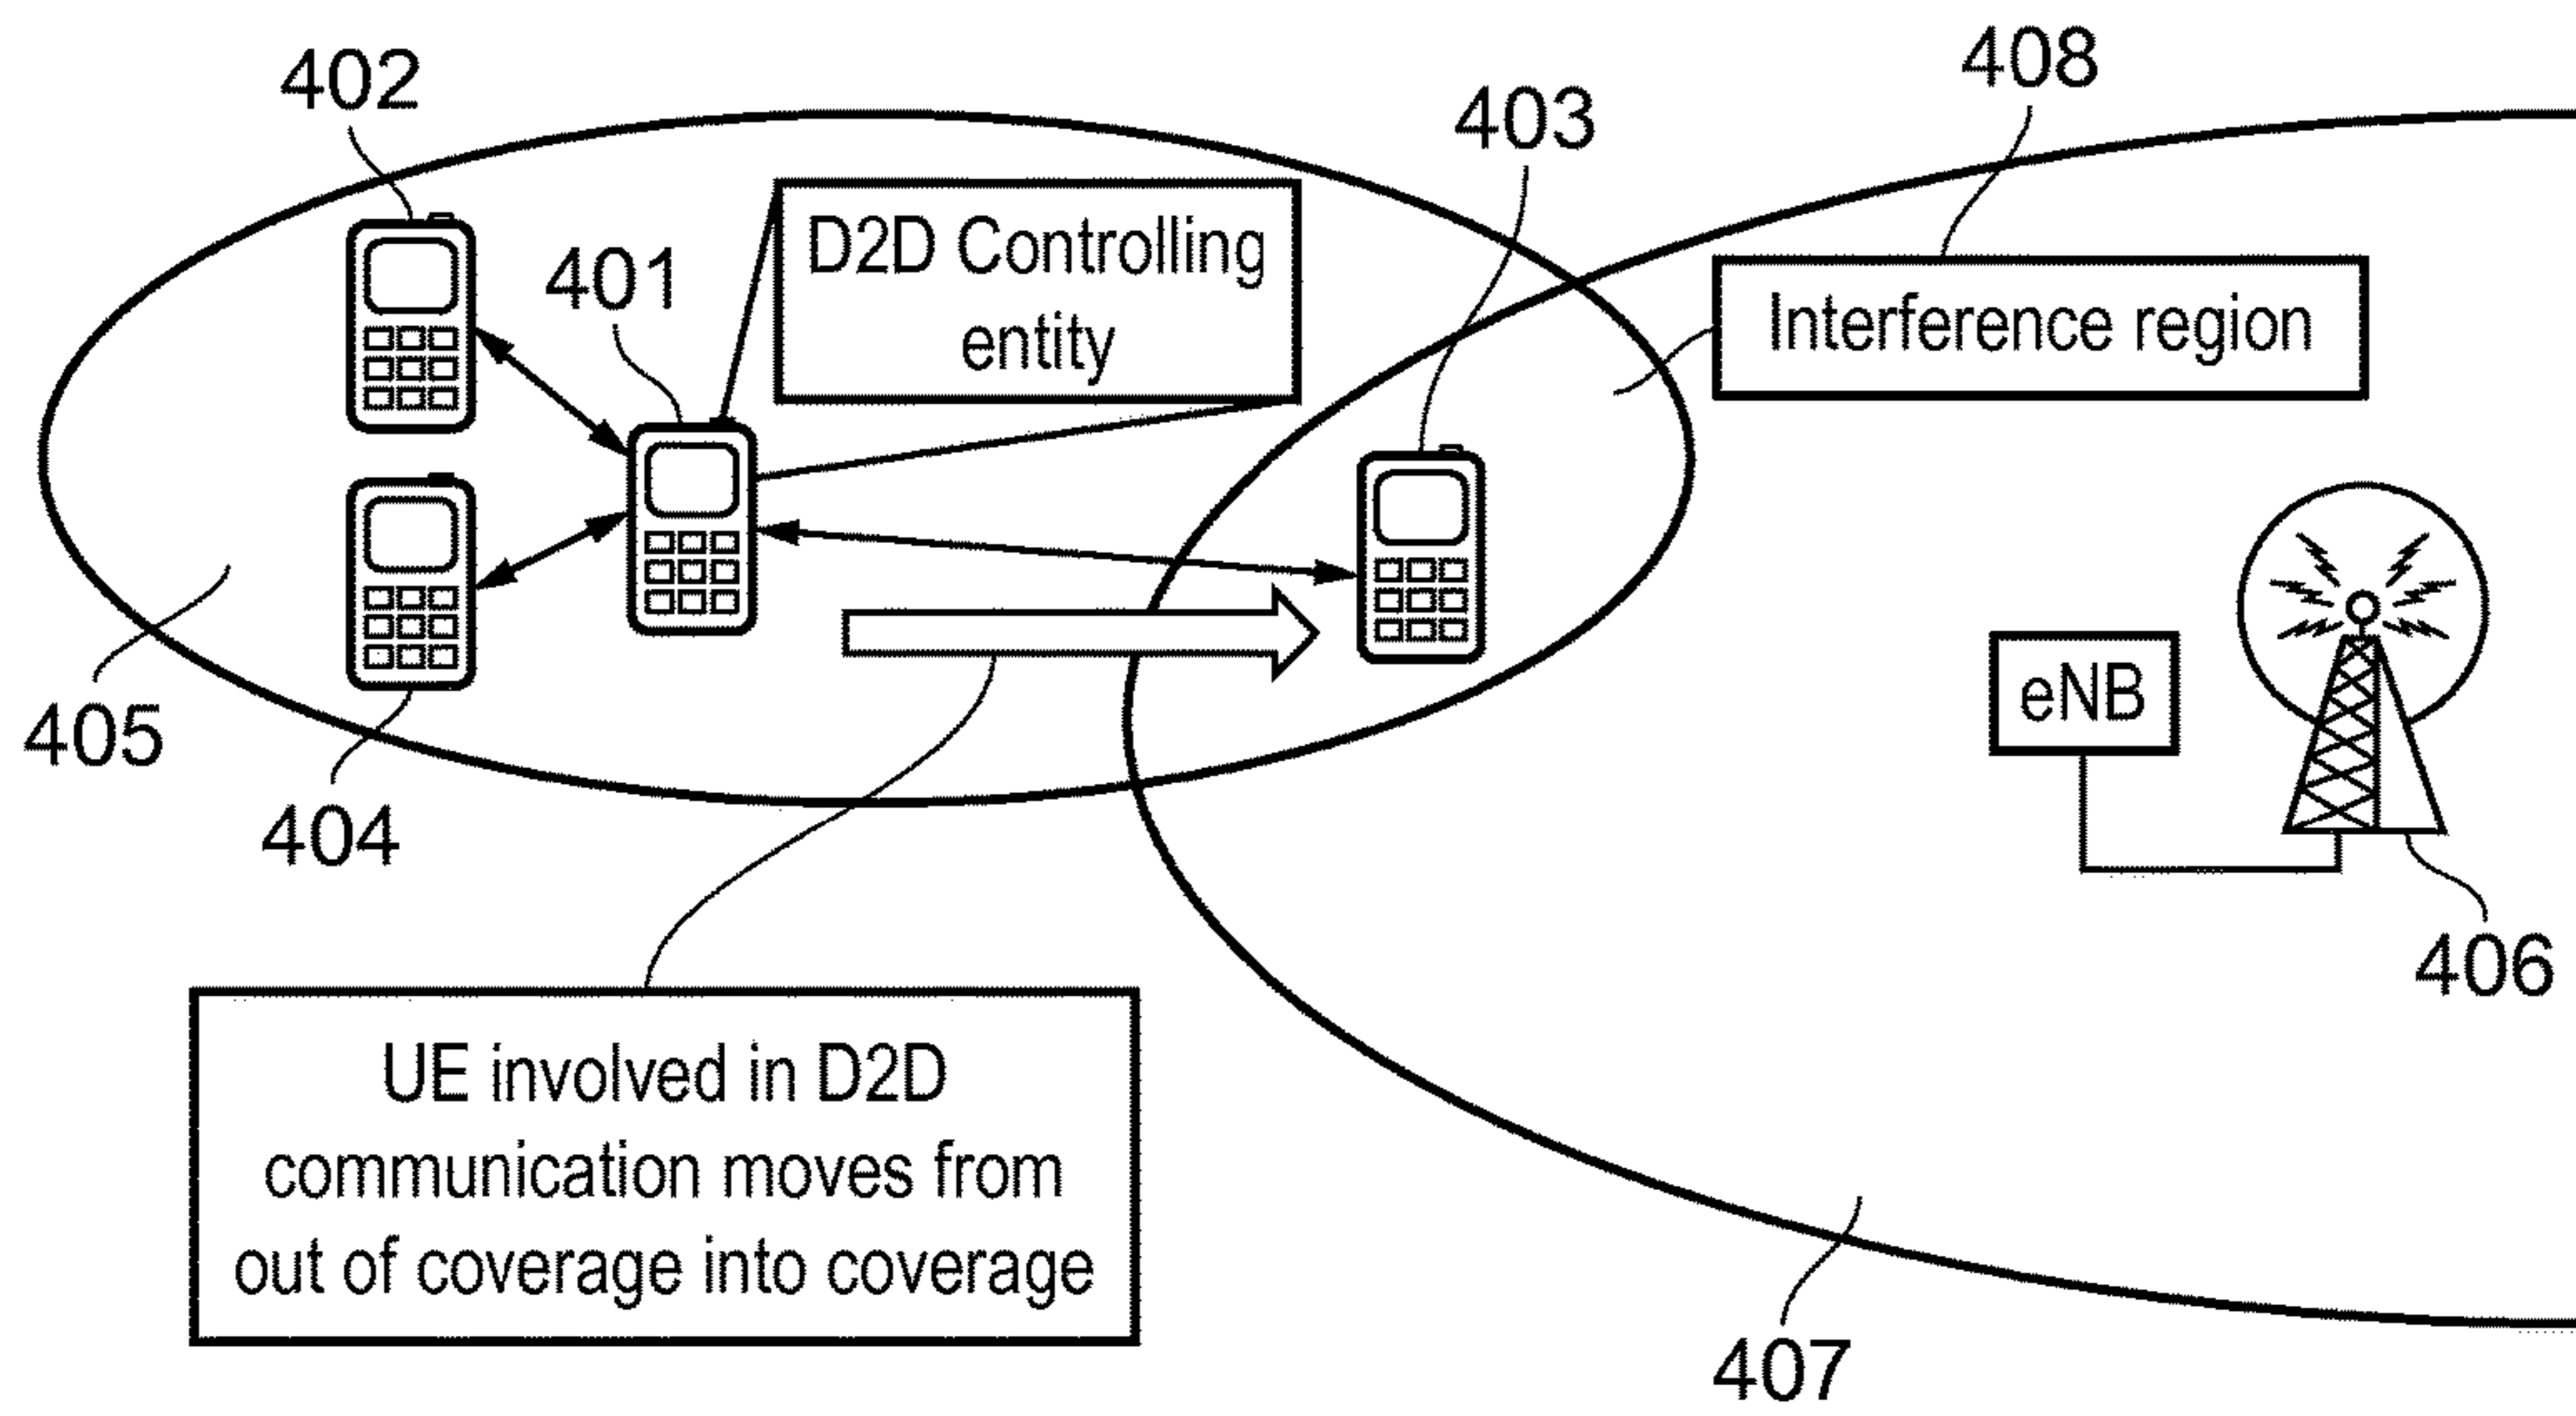 402
401
D2D Controlling
entity
403
408
Interference region
405
404
eNB
406
UE involved in D2D
communication moves from
out of coverage into coverage
407